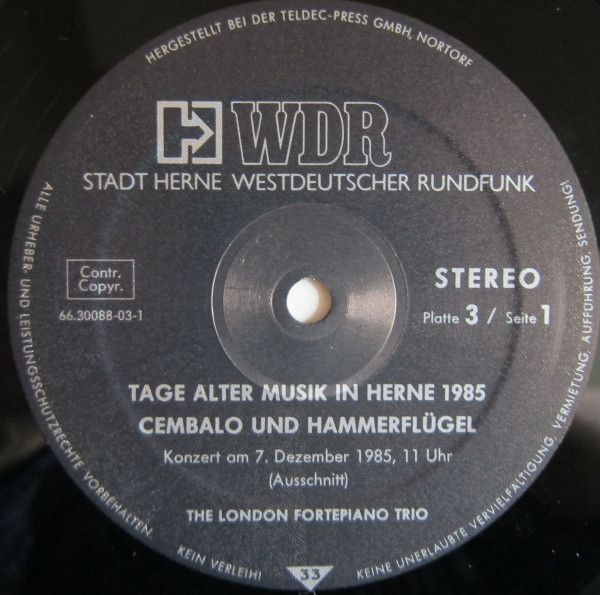 HERGESTELLT BEI DER TELDEC-PRESS GMBH, NORTORF
WDR
STADT HERNE WESTDEUTSCHER RUNDFUNK
Contr.
Copyr.
66.30088-03-1
STEREO
Platte 3 / Seite 1
TAGE ALTER MUSIK IN HERNE 1985
CEMBALO UND HAMMERFLÜGEL
Konzert am 7. Dezember 1985, 11 Uhr
(Ausschnitt)
THE LONDON FORTEPIANO TRIO
33
ALLE URHEBER- UND LEISTUNGSSCHUTZRECHTE VORBEHALTEN.
KEIN VERLEIH!
KEINE UNERLAUBTE VERVIELFÄLTIGUNG, VERMIETUNG, AUFFÜHRUNG, SENDUNG!